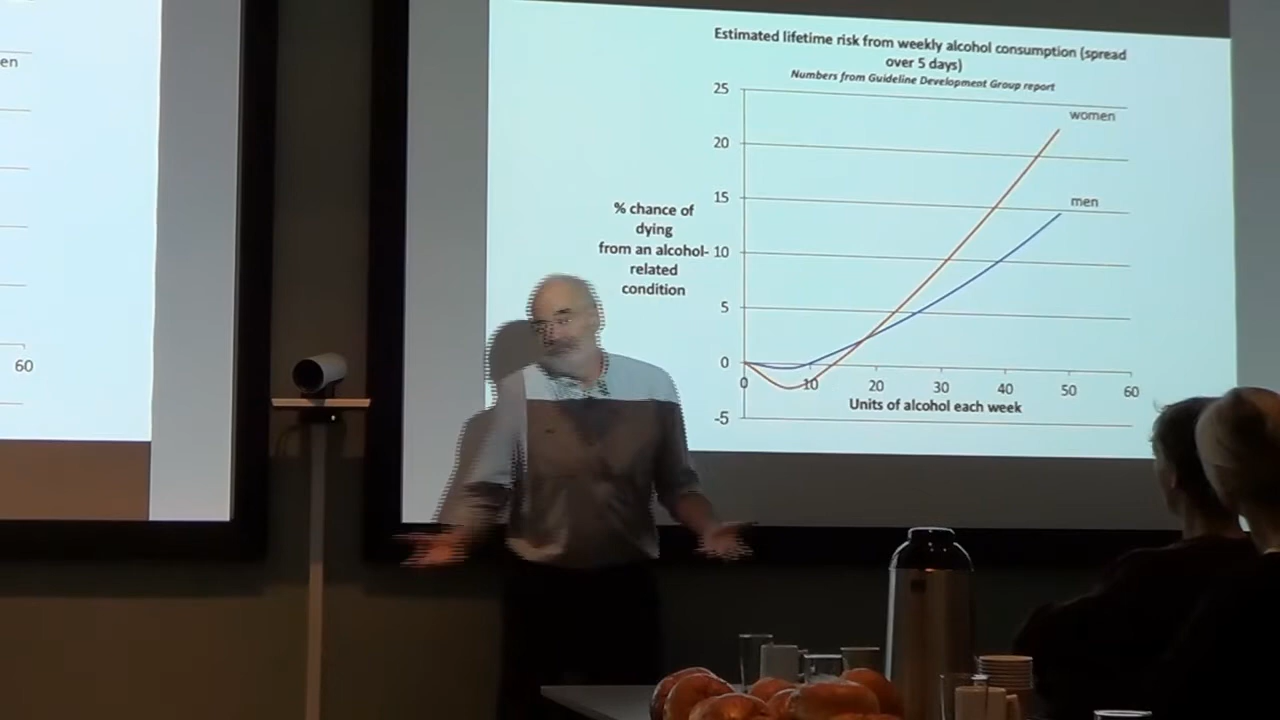 en
60
Estimated lifetime risk from weekly alcohol consumption (spread
over 5 days)
Numbers from Guideline Development Group report
25
women
20
15
men
% chance of
dying
from an alcohol-
related
condition
10
5
0
0
10
20
30
40
50
60
Units of alcohol each week
-5